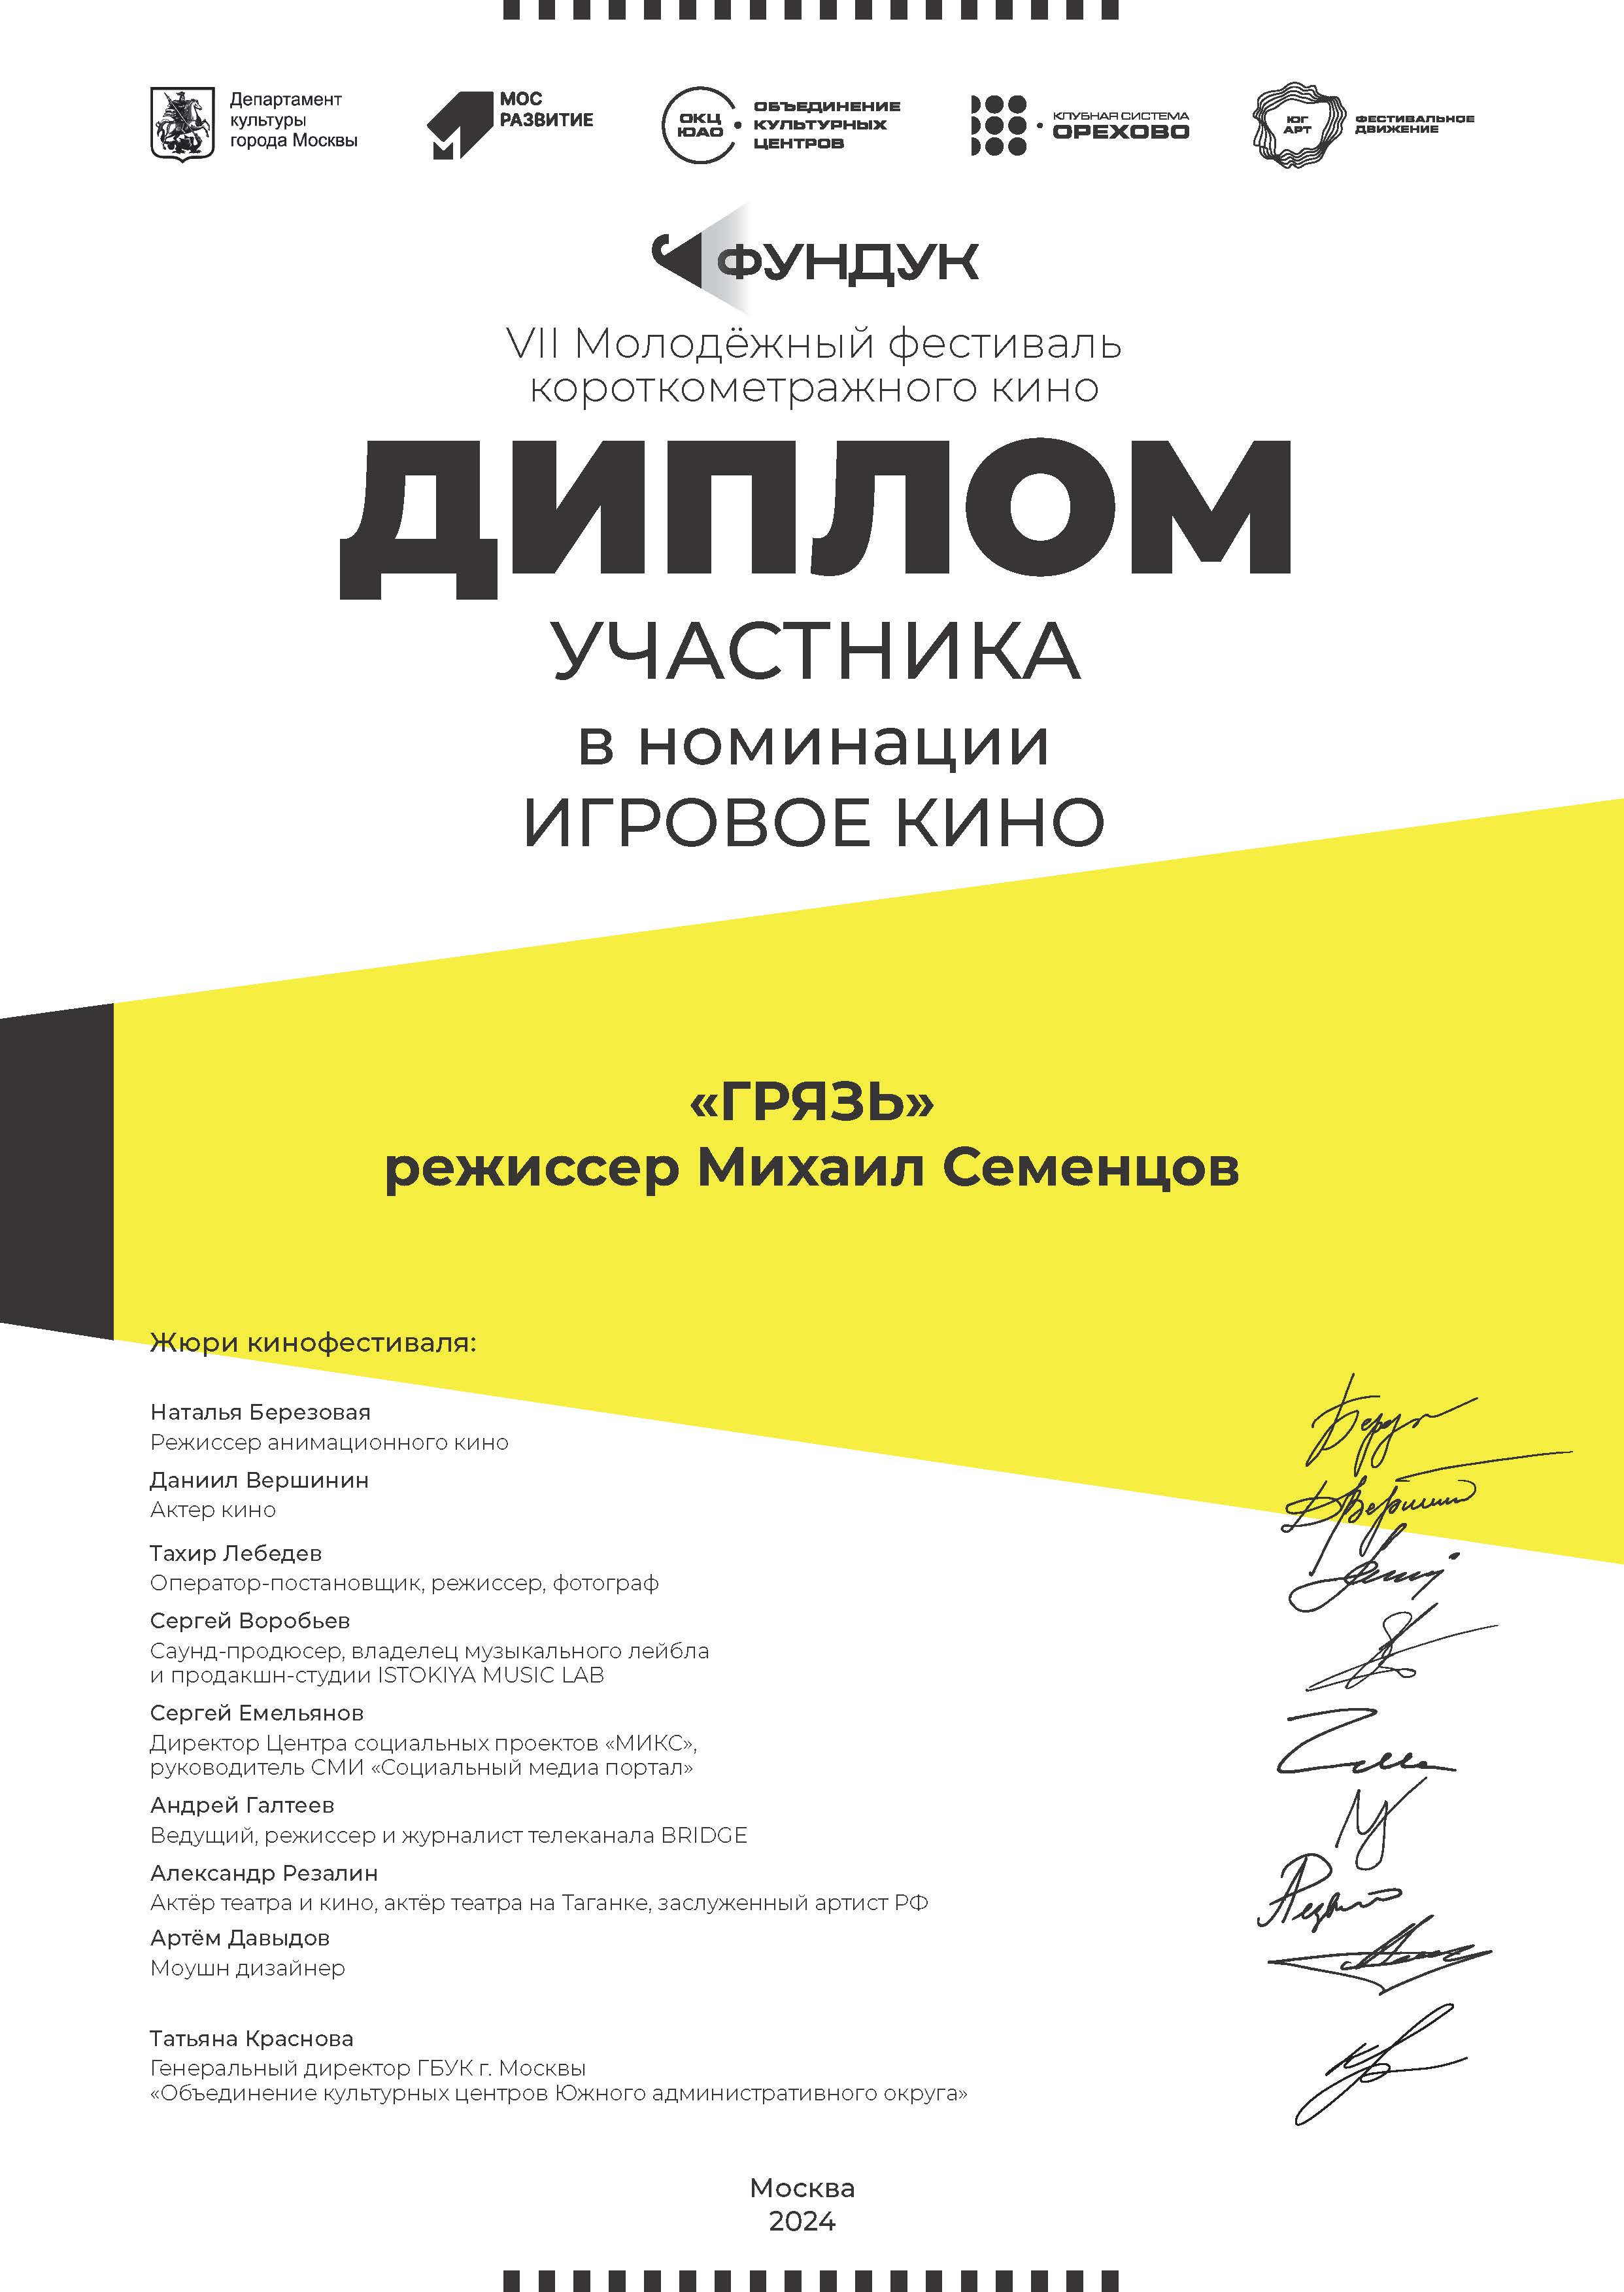 Департамент
культуры
города Москвы
МОС
РАЗВИТИЕ
ОКЦ
ЮАО
ОБЪЕДИНЕНИЕ
КУЛЬТУРНЫХ
ЦЕНТРОВ
КЛУБНАЯ СИСТЕМА
ОРЕХОВО
ЮГ
АРТ
ФЕСТИВАЛЬНОЕ
ДВИЖЕНИЕ
ФУНДУК
VII Молодёжный фестиваль
короткометражного кино
ДИПЛОМ
УЧАСТНИКА
в номинации
ИГРОВОЕ КИНО
«ГРЯЗЬ»
режиссер Михаил Семенцов
Жюри кинофестиваля:
Наталья Березовая
Режиссер анимационного кино
Даниил Вершинин
Актер кино
Тахир Лебедев
Оператор-постановщик, режиссер, фотограф
Сергей Воробьев
Саунд-продюсер, владелец музыкального лейбла
и продакшн-студии ISTOKIYA MUSIC LAB
Сергей Емельянов
Директор Центра социальных проектов «МИКС»,
руководитель СМИ «Социальный медиа портал»
Андрей Галтеев
Ведущий, режиссер и журналист телеканала BRIDGE
Александр Резалин
Актёр театра и кино, актёр театра на Таганке, заслуженный артист РФ
Артём Давыдов
Моушн дизайнер
Татьяна Краснова
Генеральный директор ГБУК г. Москвы
«Объединение культурных центров Южного административного округа»
Москва
2024